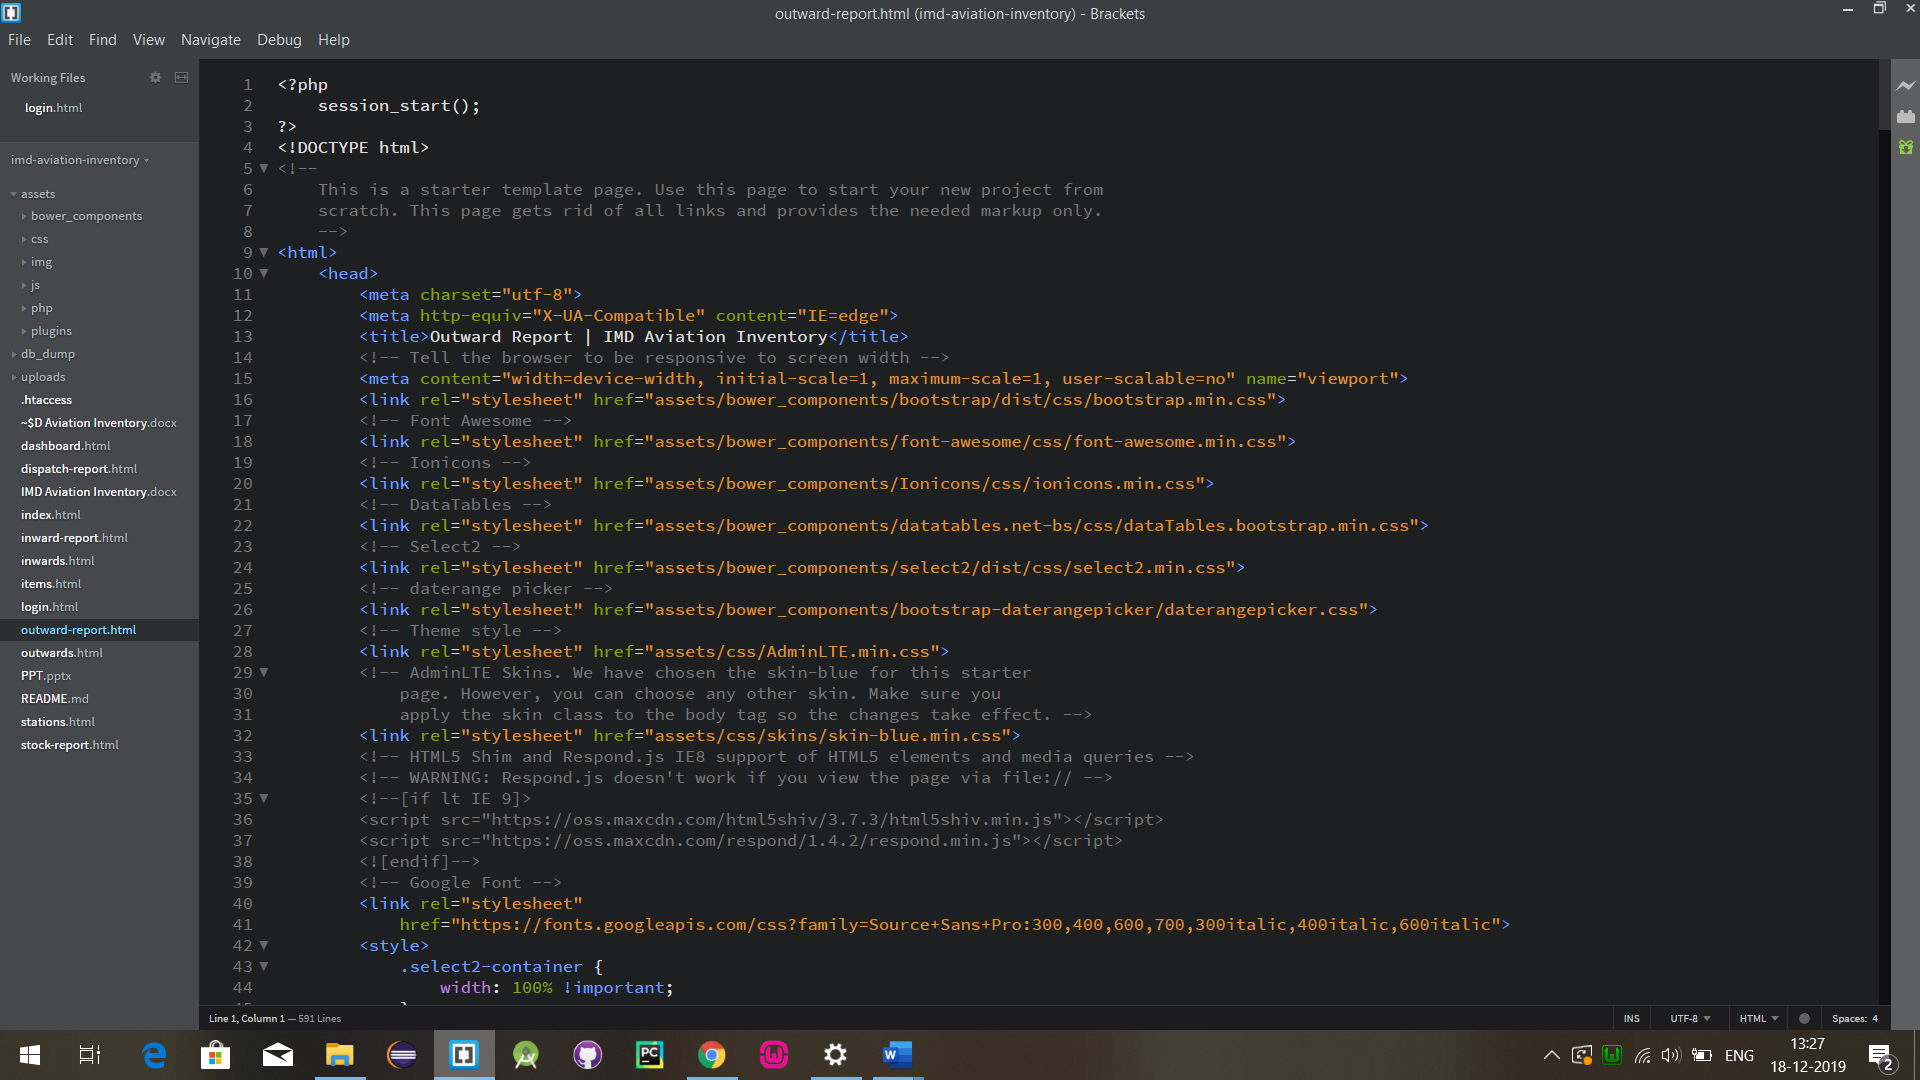 outward-report.html (imd-aviation-inventory) - Brackets
File Edit Find View Navigate Debug Help
Working Files
login.html
imd-aviation-inventory
assets
bower_components
css
img
js
php
plugins
db_dump
uploads
.htaccess
~$D Aviation Inventory.docx
dashboard.html
dispatch-report.html
IMD Aviation Inventory.docx
index.html
inward-report.html
inwards.html
items.html
login.html
outward-report.html
outwards.html
PPT.pptx
README.md
stations.html
stock-report.html
1 <?php
2 session_start();
3 ?>
4 <!DOCTYPE html>
5 <!--
6 This is a starter template page. Use this page to start your new project from
7 scratch. This page gets rid of all links and provides the needed markup only.
8 -->
9 <html>
10 <head>
11 <meta charset="utf-8">
12 <meta http-equiv="X-UA-Compatible" content="IE=edge">
13 <title>Outward Report | IMD Aviation Inventory</title>
14 <!-- Tell the browser to be responsive to screen width -->
15 <meta content="width=device-width, initial-scale=1, maximum-scale=1, user-scalable=no" name="viewport">
16 <link rel="stylesheet" href="assets/bower_components/bootstrap/dist/css/bootstrap.min.css">
17 <!-- Font Awesome -->
18 <link rel="stylesheet" href="assets/bower_components/font-awesome/css/font-awesome.min.css">
19 <!-- Ionicons -->
20 <link rel="stylesheet" href="assets/bower_components/Ionicons/css/ionicons.min.css">
21 <!-- DataTables -->
22 <link rel="stylesheet" href="assets/bower_components/datatables.net-bs/css/dataTables.bootstrap.min.css">
23 <!-- Select2 -->
24 <link rel="stylesheet" href="assets/bower_components/select2/dist/css/select2.min.css">
25 <!-- daterange picker -->
26 <link rel="stylesheet" href="assets/bower_components/bootstrap-daterangepicker/daterangepicker.css">
27 <!-- Theme style -->
28 <link rel="stylesheet" href="assets/css/AdminLTE.min.css">
29 <!-- AdminLTE Skins. We have chosen the skin-blue for this starter
30 page. However, you can choose any other skin. Make sure you
31 apply the skin class to the body tag so the changes take effect. -->
32 <link rel="stylesheet" href="assets/css/skins/skin-blue.min.css">
33 <!-- HTML5 Shim and Respond.js IE8 support of HTML5 elements and media queries -->
34 <!-- WARNING: Respond.js doesn't work if you view the page via file:// -->
35 <!--[if lt IE 9]>
36 <script src="https://oss.maxcdn.com/html5shiv/3.7.3/html5shiv.min.js"></script>
37 <script src="https://oss.maxcdn.com/respond/1.4.2/respond.min.js"></script>
38 <![endif]-->
39 <!-- Google Font -->
40 <link rel="stylesheet"
41 href="https://fonts.googleapis.com/css?family=Source+Sans+Pro:300,400,600,700,300italic,400italic,600italic">
42 <style>
43 .select2-container {
44 width: 100% !important;
Line 1, Column 1 — 591 Lines
INS UTF-8 HTML Spaces: 4
PC
W
ENG
13:27
18-12-2019
2